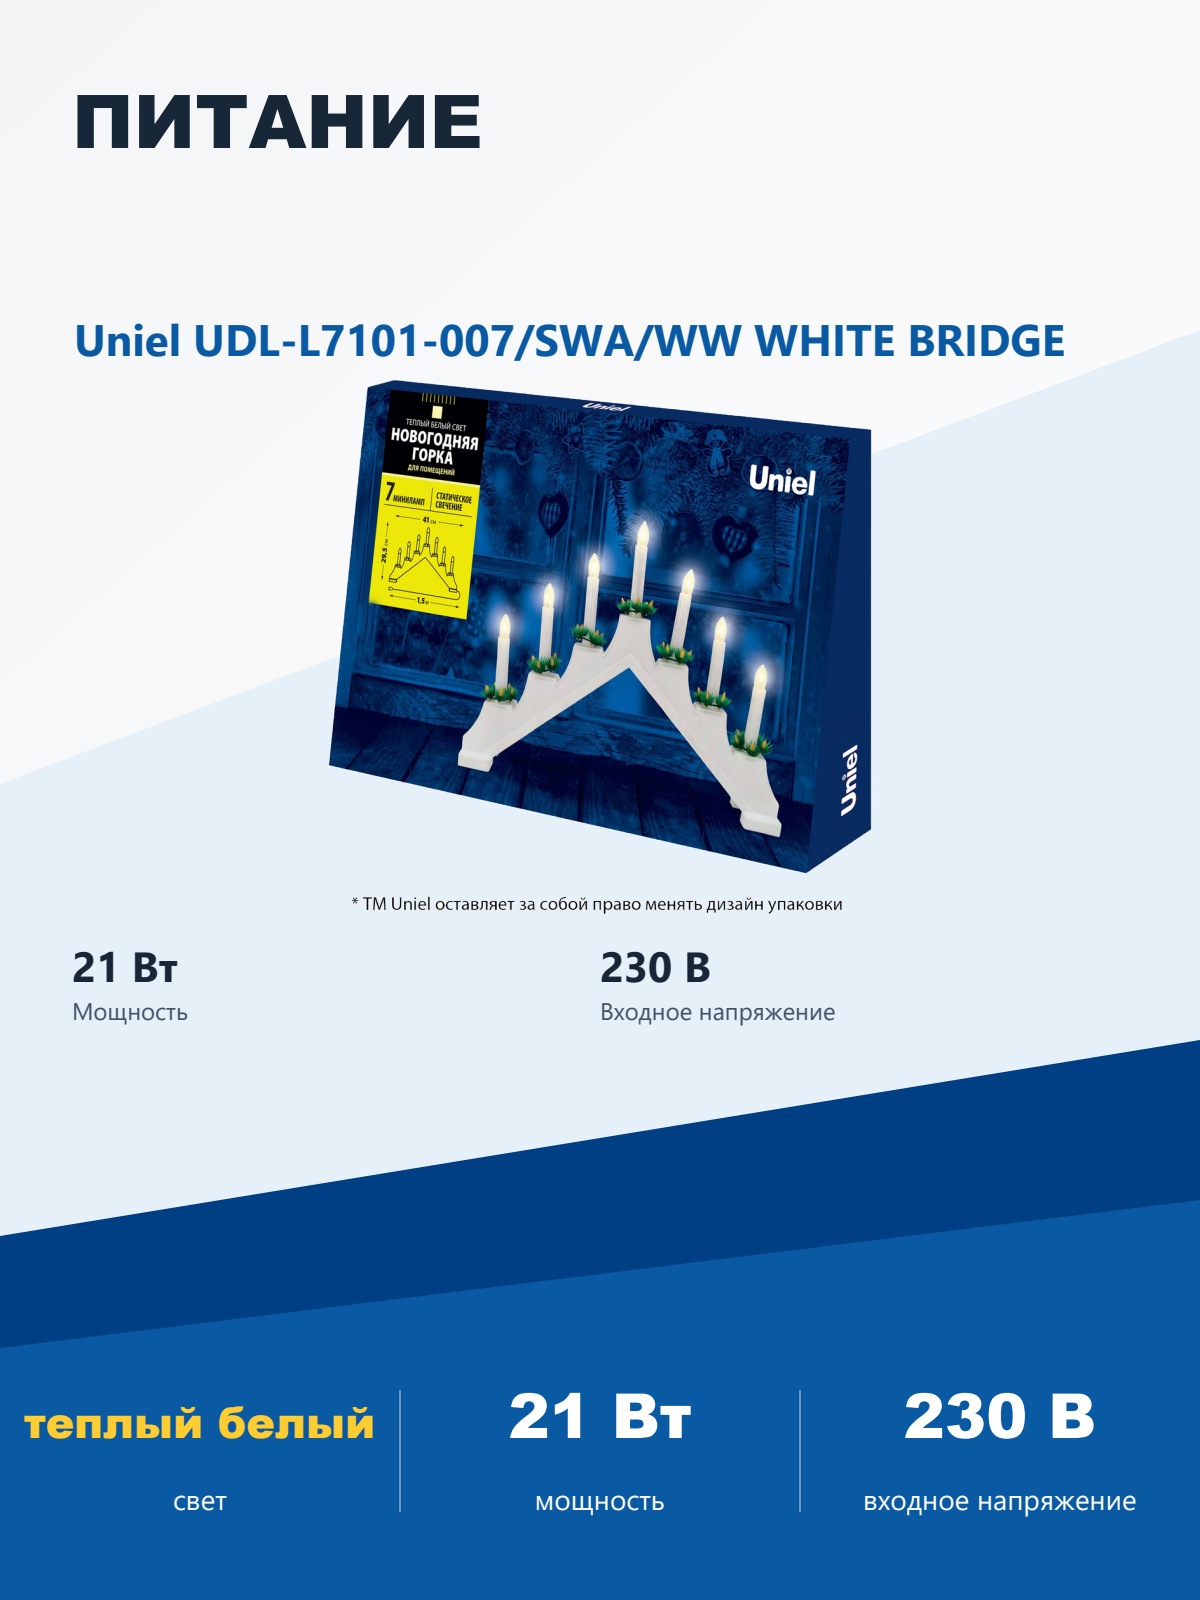 ПИТАНИЕ
Uniel UDL-L7101-007/SWA/WW WHITE BRIDGE
Uniel
ТЕПЛЫЙ БЕЛЫЙ СВЕТ
НОВОГОДНЯЯ
ГОРКА
ДЛЯ ПОМЕЩЕНИЙ
7 МИНИЛАМП
СТАТИЧЕСКОЕ
СВЕЧЕНИЕ
41 СМ
29,5 СМ
1,5 М
Uniel
Uniel
* ТМ Uniel оставляет за собой право менять дизайн упаковки
21 Вт
Мощность
230 В
Входное напряжение
теплый белый
свет
21 Вт
мощность
230 В
входное напряжение